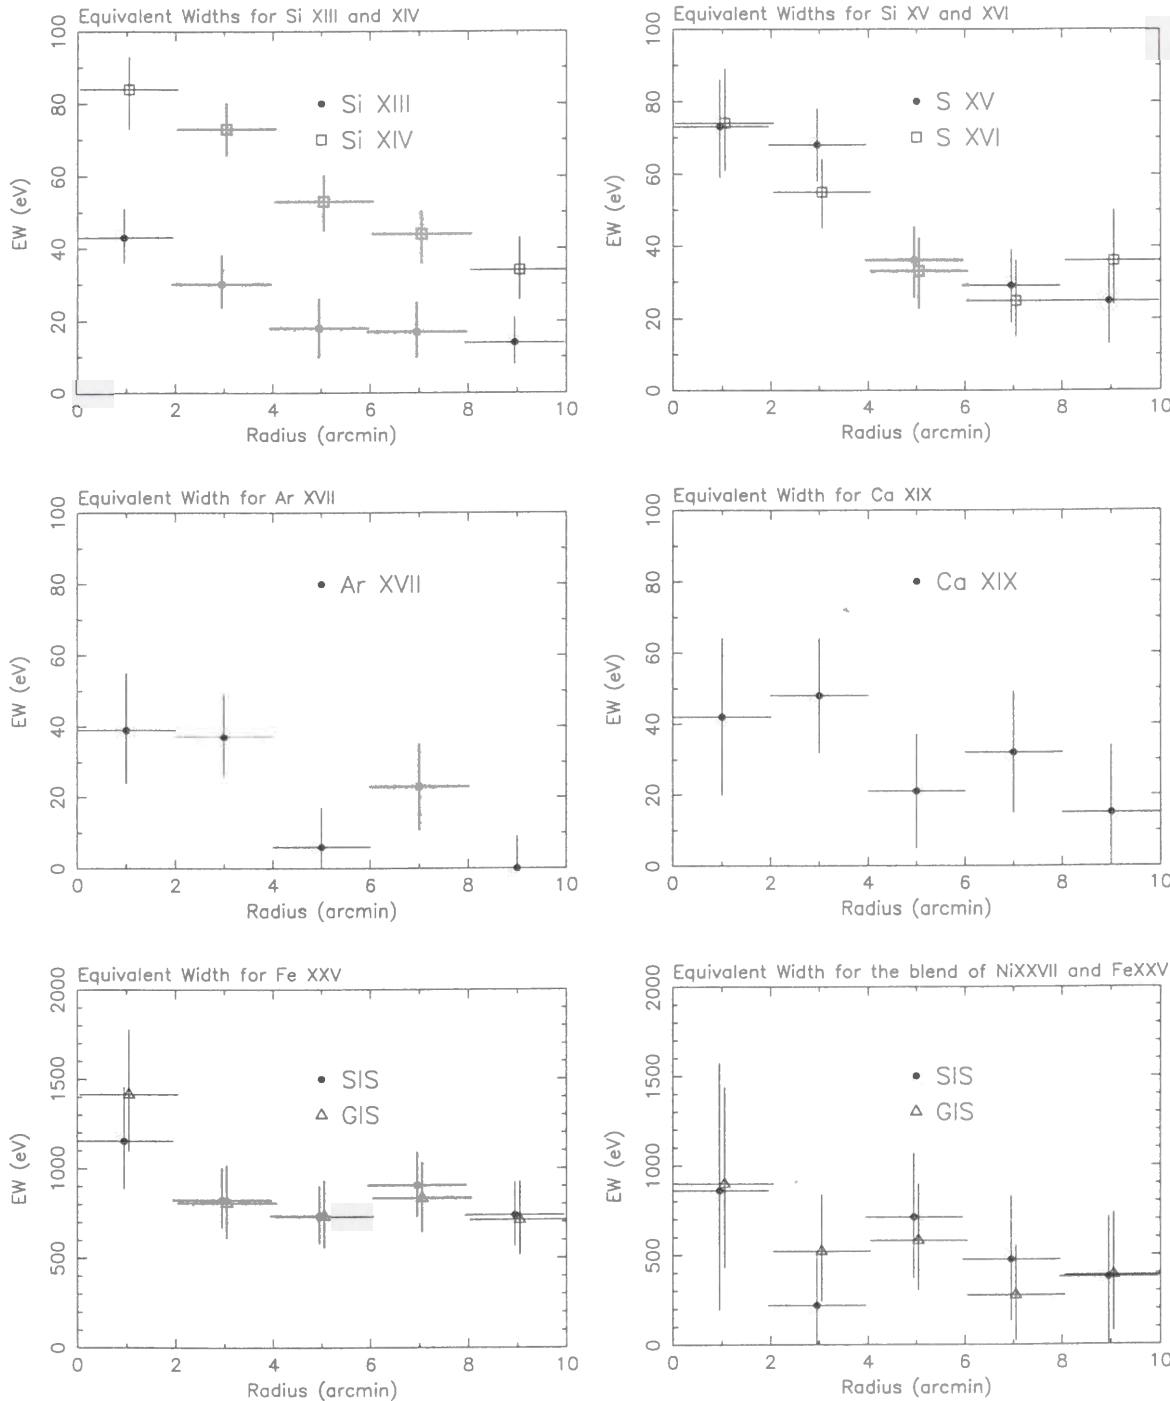 Equivalent Widths for Si XIII and XIV
EW (eV)
100
80
60
40
20
0
Si XIII
Si XIV
0 2 4 6 8 10
Radius (arcmin)
Equivalent Widths for Si XV and XVI
EW (eV)
100
80
60
40
20
0
S XV
S XVI
0 2 4 6 8 10
Radius (arcmin)
Equivalent Width for Ar XVII
EW (eV)
100
80
60
40
20
0
Ar XVII
0 2 4 6 8 10
Radius (arcmin)
Equivalent Width for Ca XIX
EW (eV)
100
80
60
40
20
0
Ca XIX
0 2 4 6 8 10
Radius (arcmin)
Equivalent Width for Fe XXV
EW (eV)
2000
1500
1000
500
0
SIS
GIS
0 2 4 6 8 10
Radius (arcmin)
Equivalent Width for the blend of NiXXVII and FeXXV
EW (eV)
2000
1500
1000
500
0
SIS
GIS
0 2 4 6 8 10
Radius (arcmin)